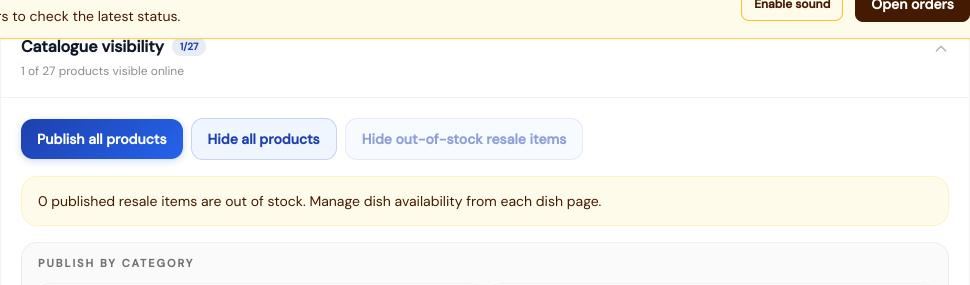 rs to check the latest status.
Enable sound
Open orders
Catalogue visibility 1/27
1 of 27 products visible online
Publish all products
Hide all products
Hide out-of-stock resale items
0 published resale items are out of stock. Manage dish availability from each dish page.
PUBLISH BY CATEGORY